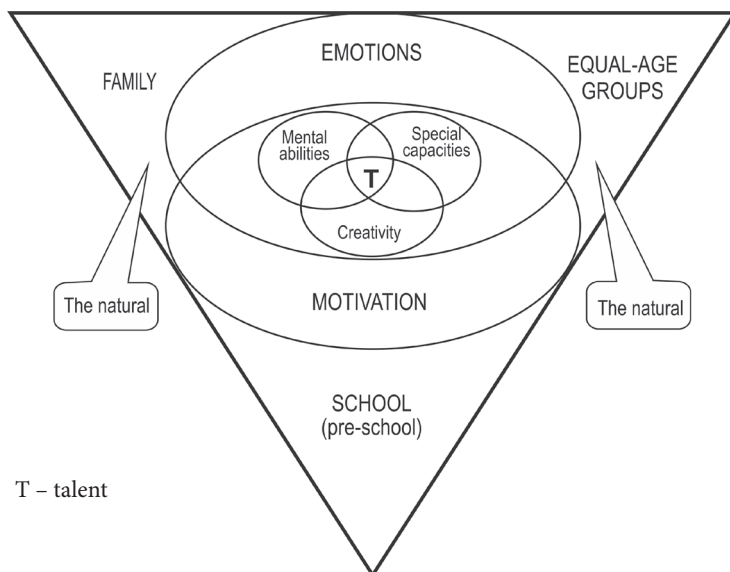 EMOTIONS
FAMILY
EQUAL-AGE
GROUPS
Mental
abilities
Special
capacities
T
Creativity
The natural
The natural
MOTIVATION
SCHOOL
(pre-school)
T – talent